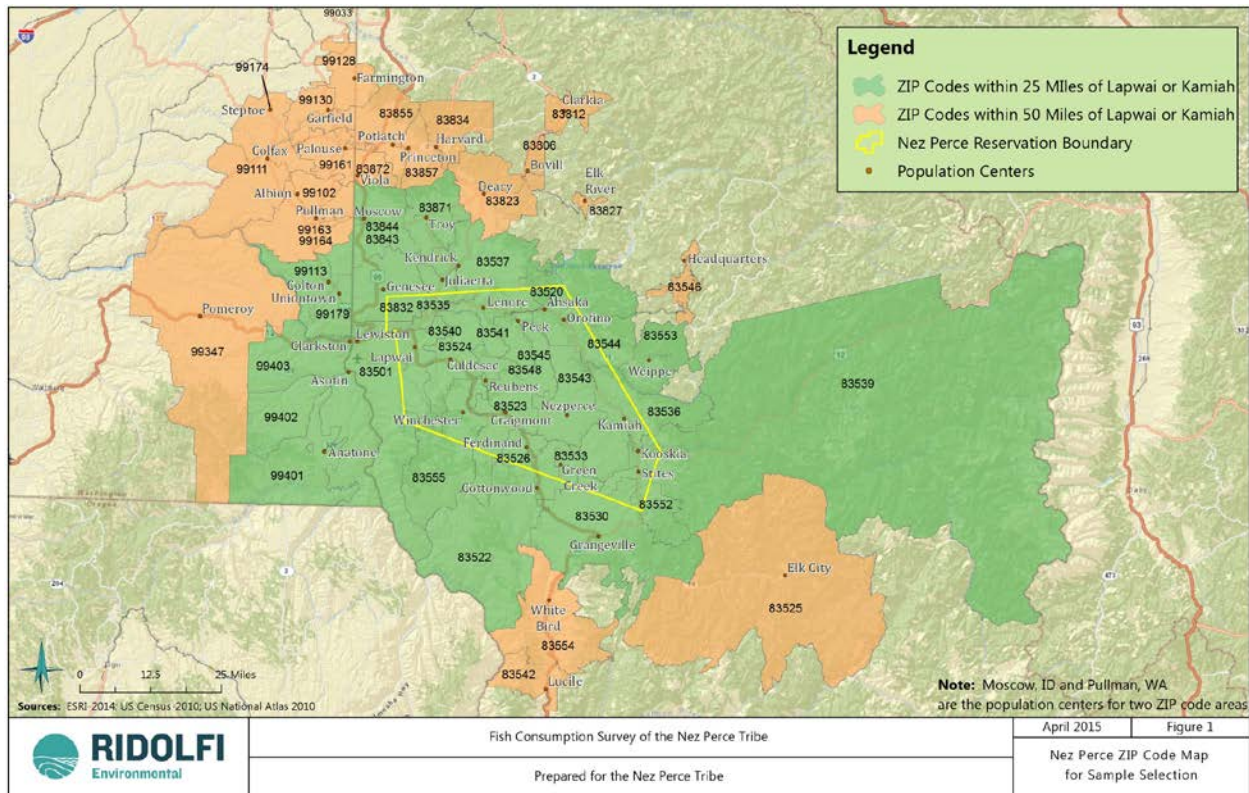 99033
99174
99128
Farmington
Steptoe
99130
Garfield
83855
83834
Clarkia
83812
Potlatch
Harvard
Colfax
Palouse
Princeton
83806
99111
99161
83872
83857
Bovill
Viola
Elk
River
Albion
99102
Deary
83823
83827
Pullman
Moscow
83871
99163
83844
Troy
99164
83843
Kendrick
83537
Headquarters
99113
Colton
Genesee
Juliaetta
83546
Uniontown
83520
Pomeroy
83832
83535
Lenore
Ahsaka
99179
Peck
Orofino
Lewiston
83540
83541
83544
83553
99347
Clarkston
Lapwai
83524
99403
Culdesac
83545
Weippe
83539
Asotin
83501
83548
83543
Reubens
99402
Winchester
83523
Nezperce
83536
Craigmont
Kamiah
Anatone
Ferdinand
83533
Kooskia
99401
83526
Green
Creek
Stites
83555
Cottonwood
83552
83530
Grangeville
83522
Elk City
White
Bird
83525
83554
83542
Lucile
Legend
ZIP Codes within 25 Miles of Lapwai or Kamiah
ZIP Codes within 50 Miles of Lapwai or Kamiah
Nez Perce Reservation Boundary
Population Centers
0 12.5 25 Miles
Sources: ESRI 2014; US Census 2010; US National Atlas 2010
Note: Moscow, ID and Pullman, WA
are the population centers for two ZIP code areas
RIDOLFI
Environmental
Fish Consumption Survey of the Nez Perce Tribe
Prepared for the Nez Perce Tribe
April 2015
Figure 1
Nez Perce ZIP Code Map
for Sample Selection